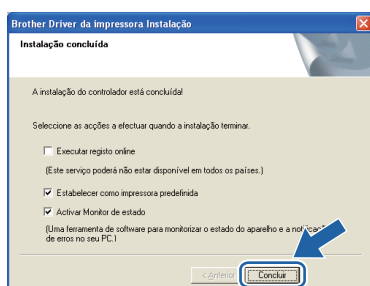 Brother Driver da impressora Instalação
Instalação concluída
A instalação do controlador está concluída!
Seleccione as acções a efectuar quando a instalação terminar.
Executar registo online
(Este serviço poderá não estar disponível em todos os países.)
Estabelecer como impressora predefinida
Activar Monitor de estado
(Uma ferramenta de software para monitorizar o estado do aparelho e a
de erros no seu PC.)
< Anterior Concluir